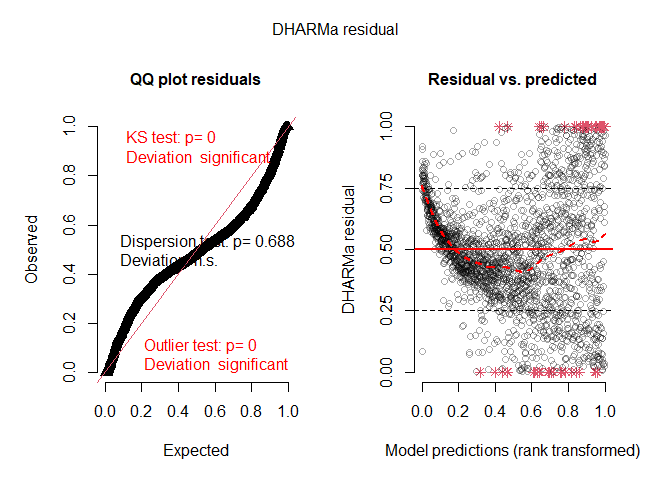 DHARMa residual
QQ plot residuals
KS test: p= 0
Deviation significant
Dispersion test: p= 0.688
Deviation n.s.
Outlier test: p= 0
Deviation significant
Observed
0.0 0.2 0.4 0.6 0.8 1.0
0.0 0.2 0.4 0.6 0.8 1.0
Expected
Residual vs. predicted
DHARMa residual
0.00 0.25 0.50 0.75 1.00
0.0 0.2 0.4 0.6 0.8 1.0
Model predictions (rank transformed)